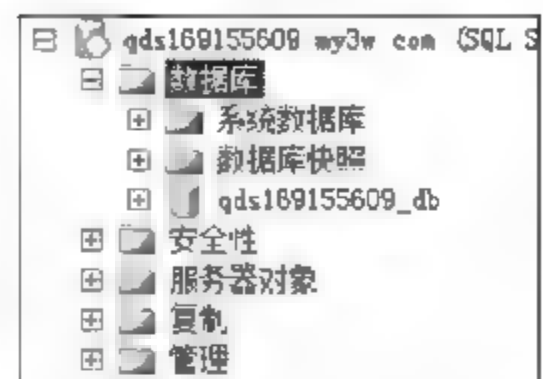 qds169155609 my3w com (SQL S
数据库
系统数据库
数据库快照
qds169155609_db
安全性
服务器对象
复制
管理